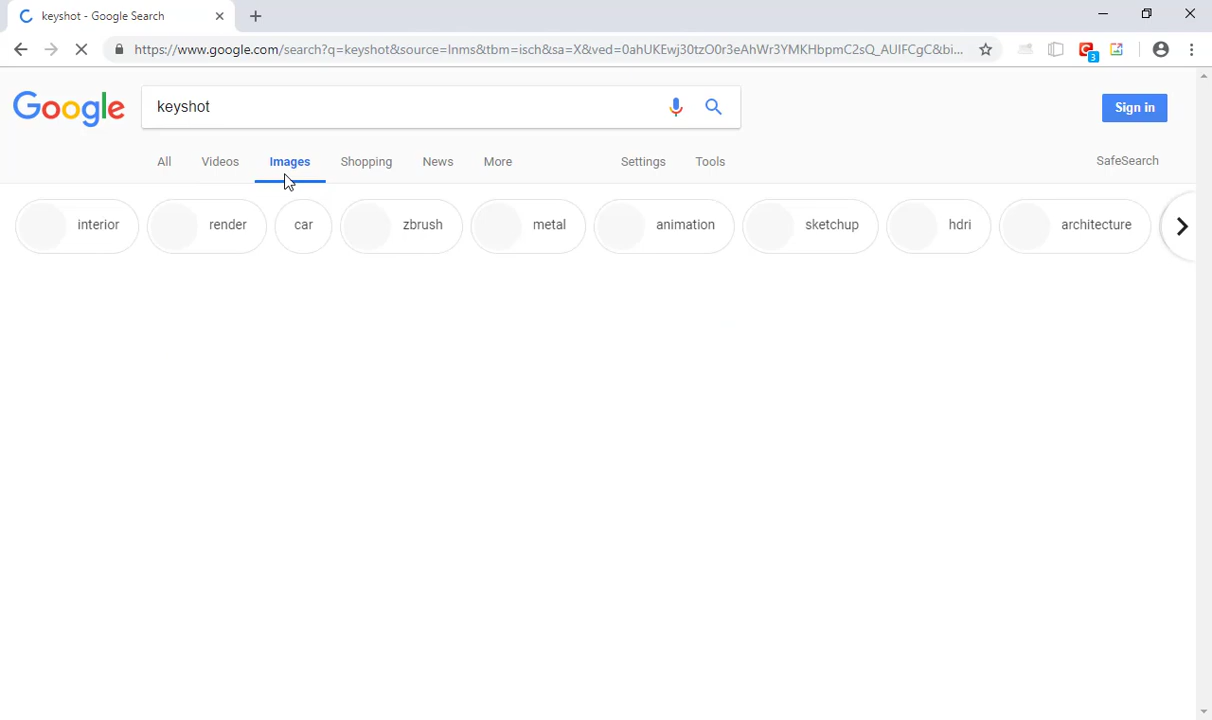 keyshot - Google Search
https://www.google.com/search?q=keyshot&source=lnms&tbm=isch&sa=X&ved=0ahUKEwj30tzO0r3eAhWr3YMKHbpmC2sQ_AUIFCgC&bi...
3
Google
keyshot
Sign in
All Videos Images Shopping News More Settings Tools SafeSearch
interior render car zbrush metal animation sketchup hdri architecture